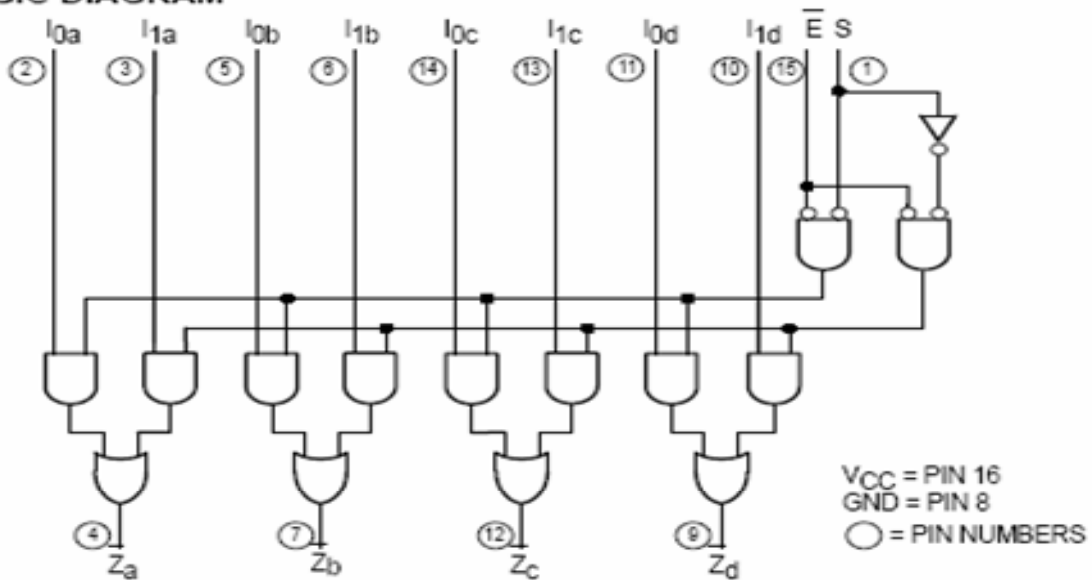 DIAGRAM
I0a I1a I0b I1b I0c I1c I0d I1d E̅ S
2 3 5 6 14 13 11 10 15 1
VCC = PIN 16
GND = PIN 8
= PIN NUMBERS
4 7 12 9
Za Zb Zc Zd